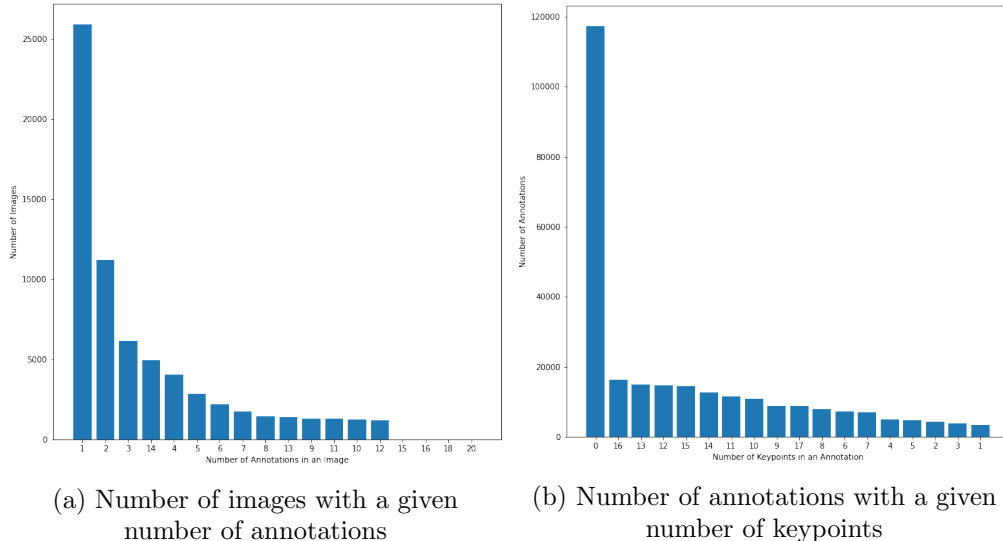 25000
20000
15000
10000
5000
0
Number of Images
1 2 3 14 4 5 6 7 8 13 9 11 10 12 15 16 18 20
Number of Annotations in an Image
(a) Number of images with a given
number of annotations
120000
100000
80000
60000
40000
20000
0
Number of Annotations
0 16 13 12 15 14 11 10 9 17 8 6 7 4 5 2 3 1
Number of Keypoints in an Annotation
(b) Number of annotations with a given
number of keypoints